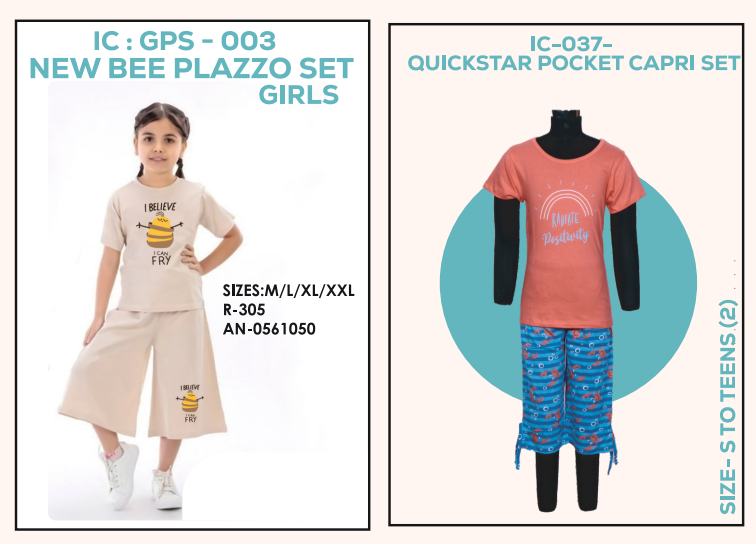 IC : GPS - 003
NEW BEE PLAZZO SET
GIRLS
I BELIEVE
I CAN
FRY
SIZES:M/L/XL/XXL
R-305
AN-0561050
I BELIEVE
I CAN
FRY
IC-037-
QUICKSTAR POCKET CAPRI SET
RADIATE
Positivity
SIZE- S TO TEENS.(2) . . . .